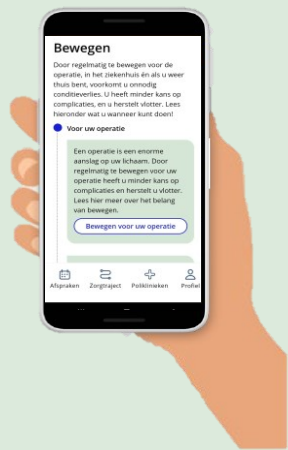 Bewegen
Door regelmatig te bewegen voor de
operatie, in het ziekenhuis én als u weer
thuis bent, voorkomt u onnodig
conditieverlies. U heeft minder kans op
complicaties, en u herstelt vlotter. Lees
hieronder wat u wanneer kunt doen!
Voor uw operatie
Een operatie is een enorme
aanslag op uw lichaam. Door
regelmatig te bewegen voor uw
operatie heeft u minder kans op
complicaties en herstelt u vlotter.
Lees hier meer over het belang
van bewegen.
Bewegen voor uw operatie
Afspraken Zorgtraject Poliklinieken Profiel